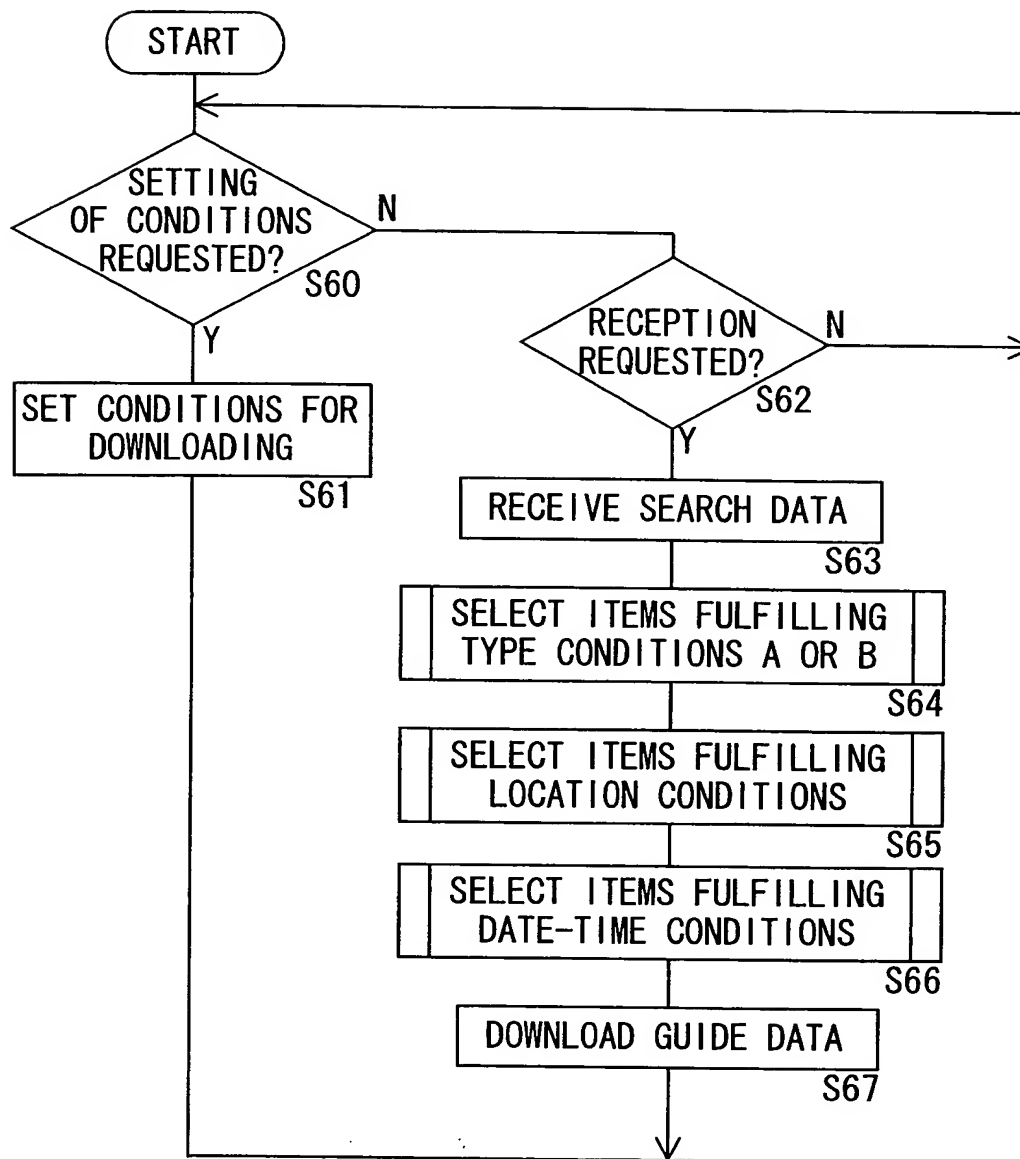 START
SETTING
OF CONDITIONS
REQUESTED?
N
S60
Y
SET CONDITIONS FOR
DOWNLOADING
S61
RECEPTION
REQUESTED?
N
S62
Y
RECEIVE SEARCH DATA
S63
SELECT ITEMS FULFILLING
TYPE CONDITIONS A OR B
S64
SELECT ITEMS FULFILLING
LOCATION CONDITIONS
S65
SELECT ITEMS FULFILLING
DATE-TIME CONDITIONS
S66
DOWNLOAD GUIDE DATA
S67